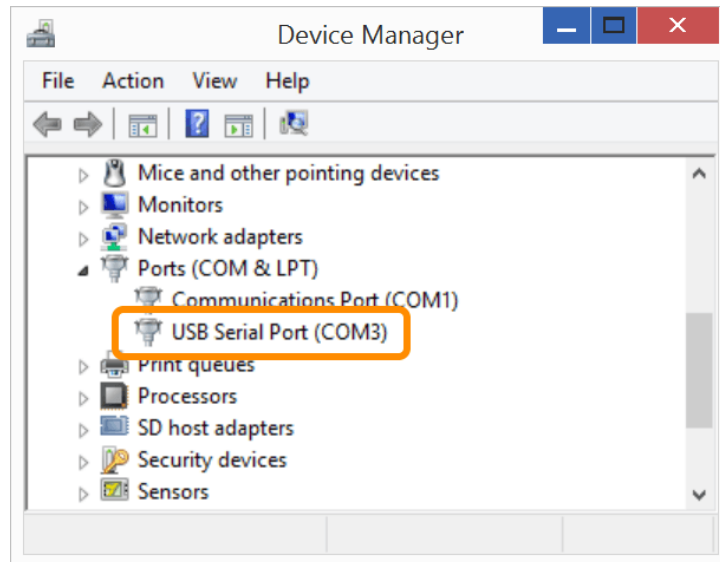 Device Manager
File Action View Help
Mice and other pointing devices
Monitors
Network adapters
Ports (COM & LPT)
Communications Port (COM1)
USB Serial Port (COM3)
Print queues
Processors
SD host adapters
Security devices
Sensors